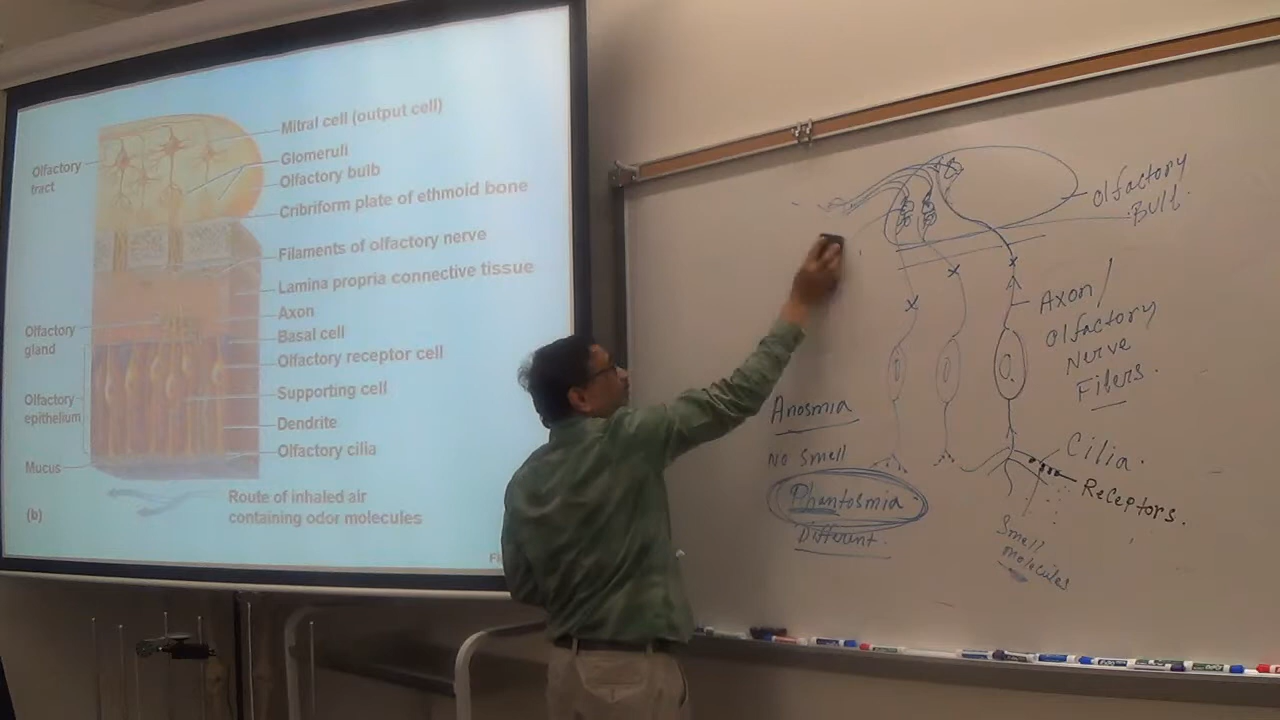 Mitral cell (output cell)
Glomeruli
Olfactory bulb
Cribriform plate of ethmoid bone
Filaments of olfactory nerve
Lamina propria connective tissue
Axon
Basal cell
Olfactory receptor cell
Supporting cell
Dendrite
Olfactory cilia
Route of inhaled air
containing odor molecules
Olfactory
tract
Olfactory
gland
Olfactory
epithelium
Mucus
(b)
Olfactory
Bulb
Axon/
Olfactory
Nerve
Fibers.
Anosmia
No Smell
Phantosmia
Different.
Cilia.
Receptors.
Smell
molecules